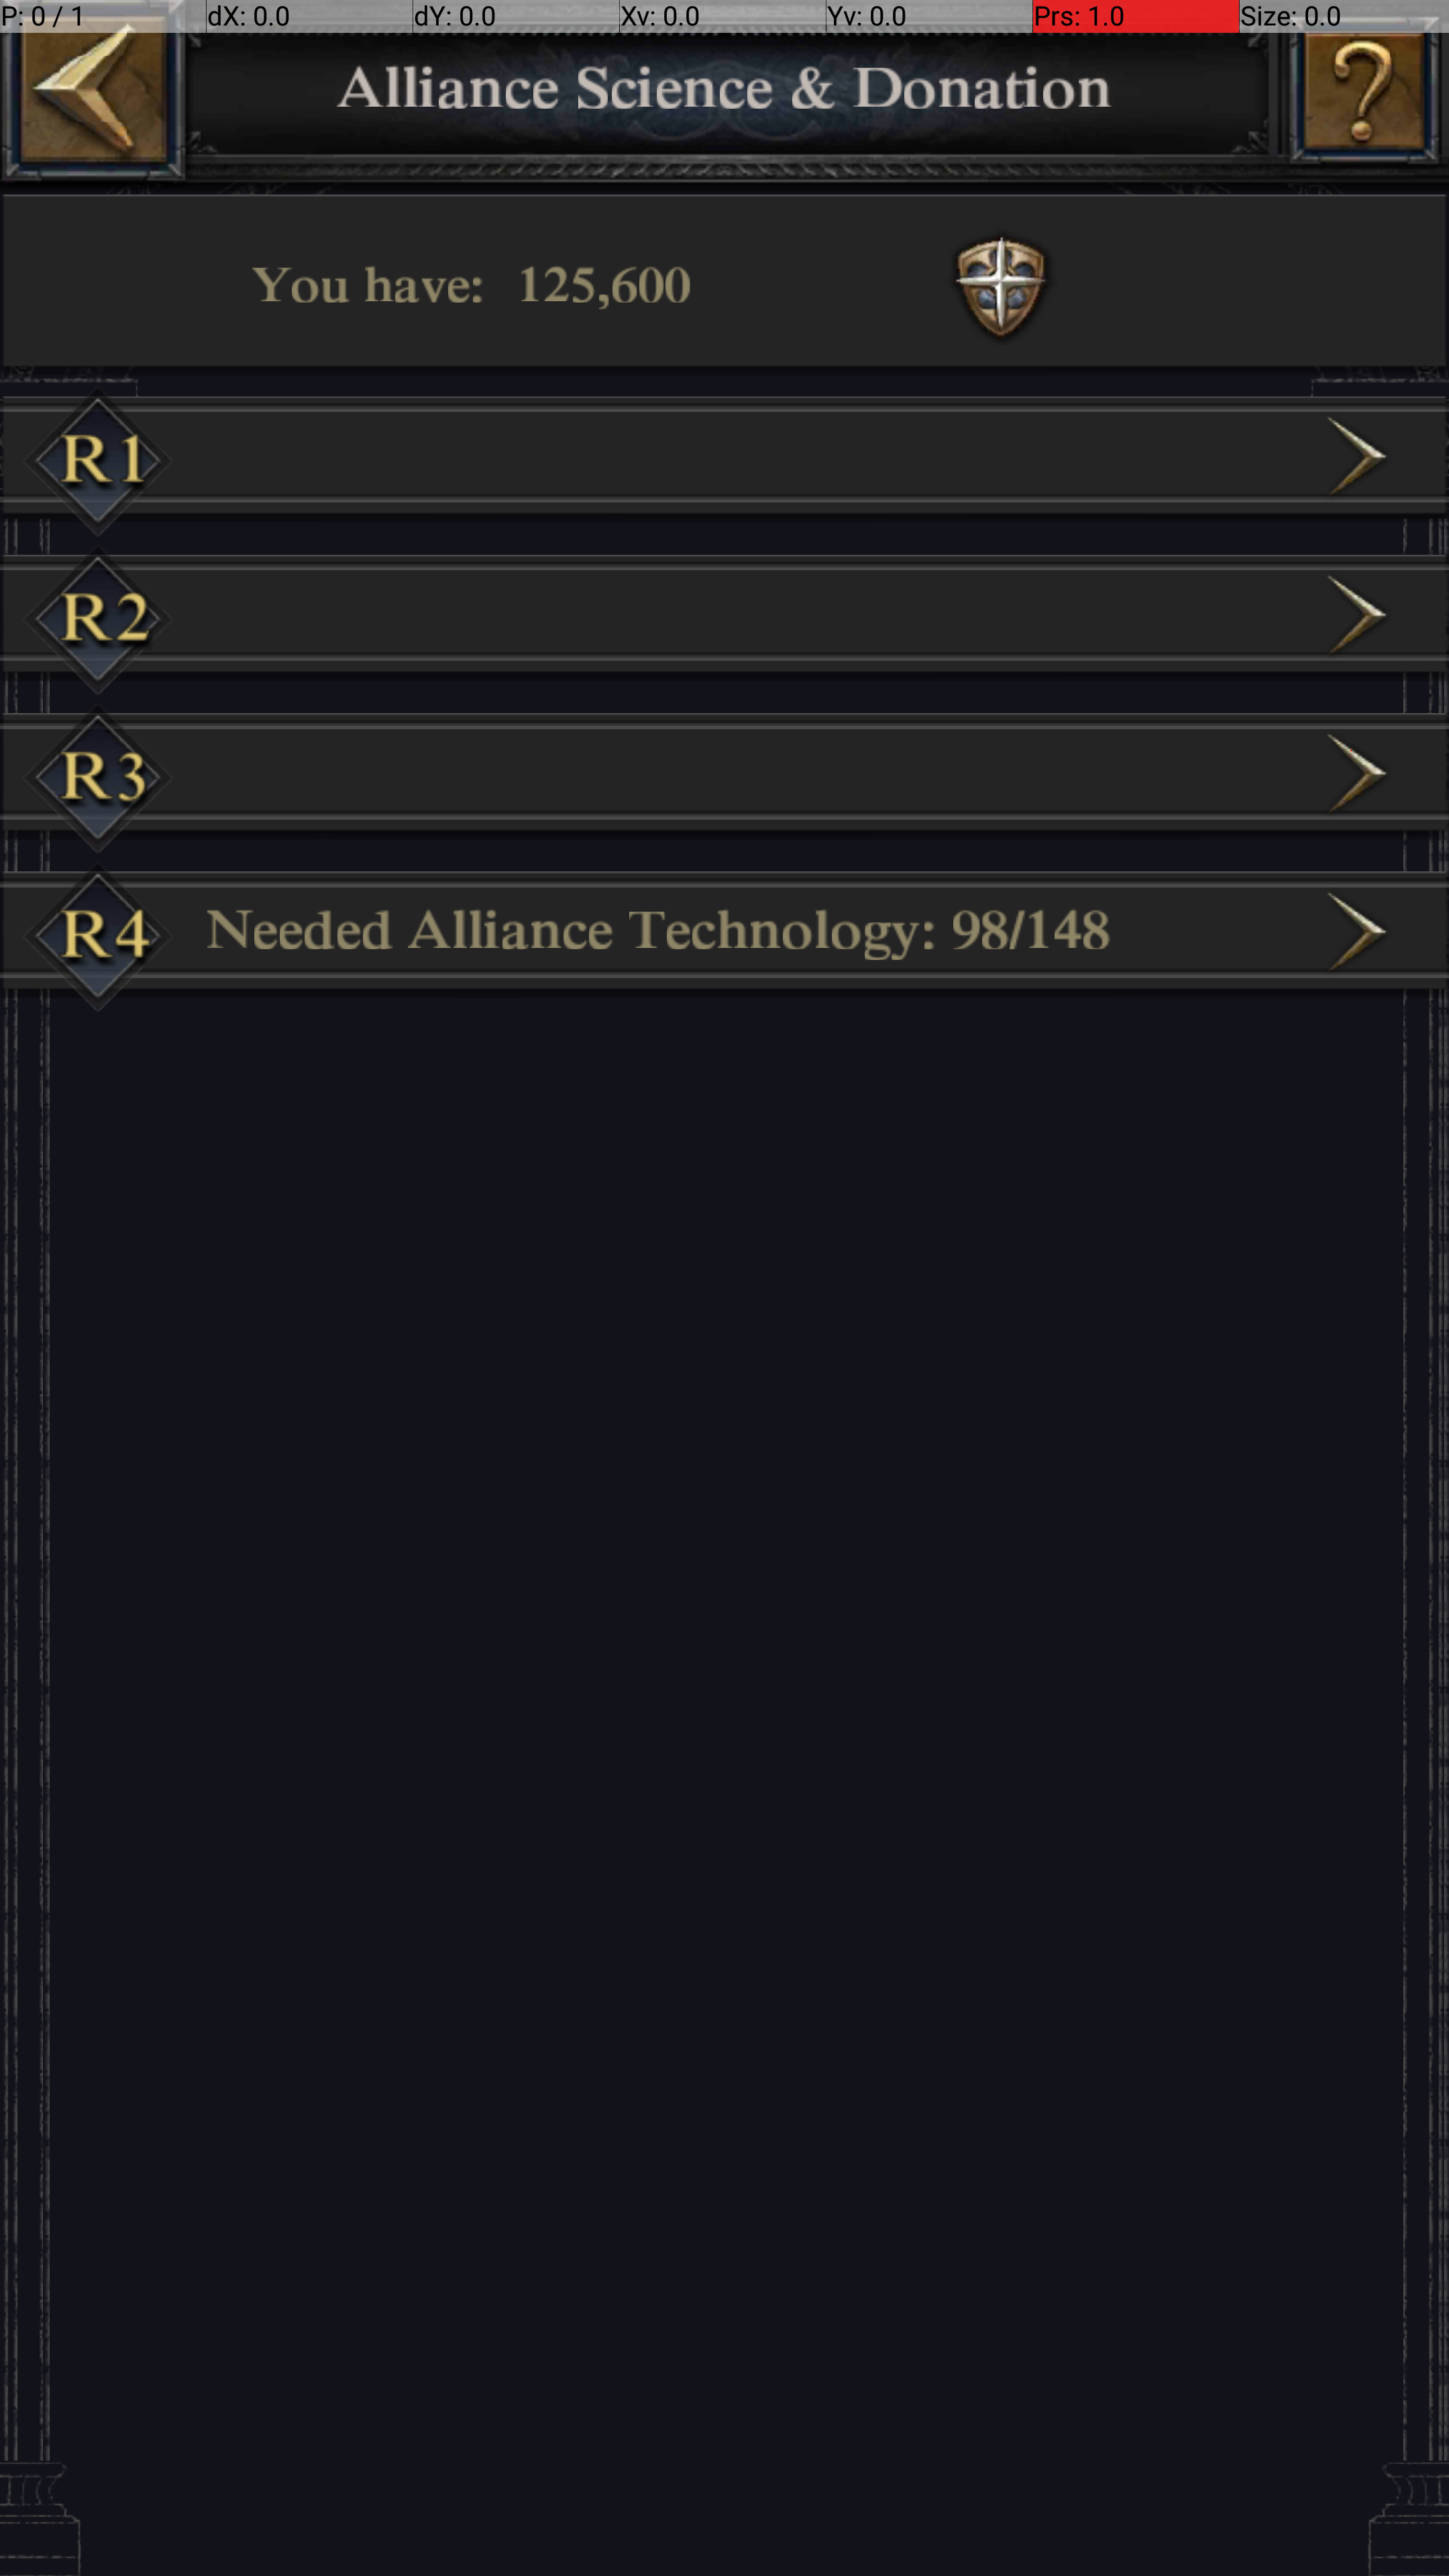 P: 0 / 1 dX: 0.0 dY: 0.0 Xv: 0.0 Yv: 0.0 Prs: 1.0 Size: 0.0
Alliance Science & Donation ?
You have: 125,600
R1
R2
R3
R4 Needed Alliance Technology: 98/148